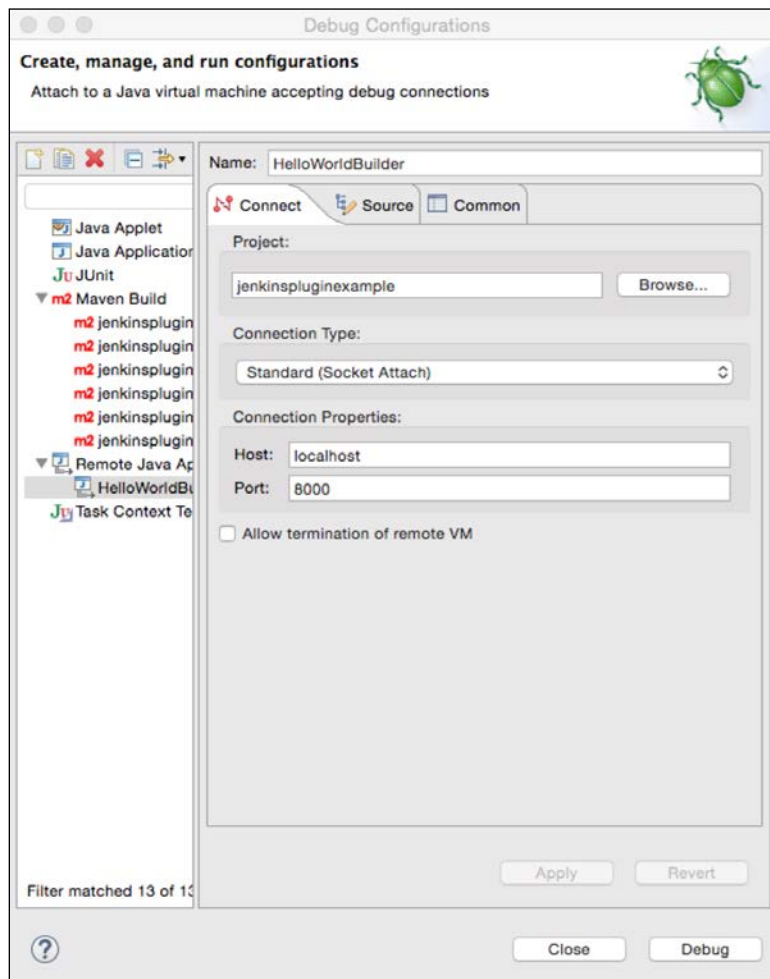 Debug Configurations
Create, manage, and run configurations
Attach to a Java virtual machine accepting debug connections
Name: HelloWorldBuilder
Connect Source Common
Java Applet
Java Application
Ju JUnit
m2 Maven Build
m2 jenkinsplugin
m2 jenkinsplugin
m2 jenkinsplugin
m2 jenkinsplugin
m2 jenkinsplugin
m2 jenkinsplugin
Remote Java Ap
HelloWorldBu
Ju Task Context Te
Filter matched 13 of 13
Project:
jenkinspluginexample Browse...
Connection Type:
Standard (Socket Attach)
Connection Properties:
Host: localhost
Port: 8000
Allow termination of remote VM
Apply Revert
? Close Debug